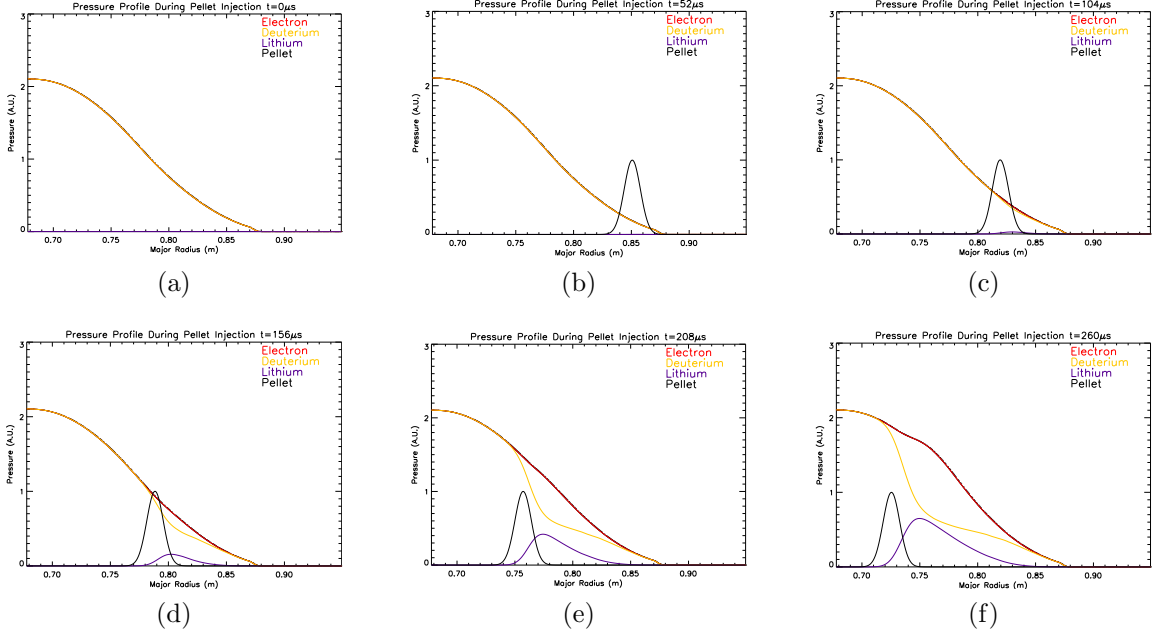 Pressure Profile During Pellet Injection t=0μs
Electron
Deuterium
Lithium
Pellet
Pressure (A.U.)
3
2
1
0
0.70 0.75 0.80 0.85 0.90
Major Radius (m)
(a)
Pressure Profile During Pellet Injection t=52μs
Electron
Deuterium
Lithium
Pellet
Pressure (A.U.)
3
2
1
0
0.70 0.75 0.80 0.85 0.90
Major Radius (m)
(b)
Pressure Profile During Pellet Injection t=104μs
Electron
Deuterium
Lithium
Pellet
Pressure (A.U.)
3
2
1
0
0.70 0.75 0.80 0.85 0.90
Major Radius (m)
(c)
Pressure Profile During Pellet Injection t=156μs
Electron
Deuterium
Lithium
Pellet
Pressure (A.U.)
3
2
1
0
0.70 0.75 0.80 0.85 0.90
Major Radius (m)
(d)
Pressure Profile During Pellet Injection t=208μs
Electron
Deuterium
Lithium
Pellet
Pressure (A.U.)
3
2
1
0
0.70 0.75 0.80 0.85 0.90
Major Radius (m)
(e)
Pressure Profile During Pellet Injection t=260μs
Electron
Deuterium
Lithium
Pellet
Pressure (A.U.)
3
2
1
0
0.70 0.75 0.80 0.85 0.90
Major Radius (m)
(f)